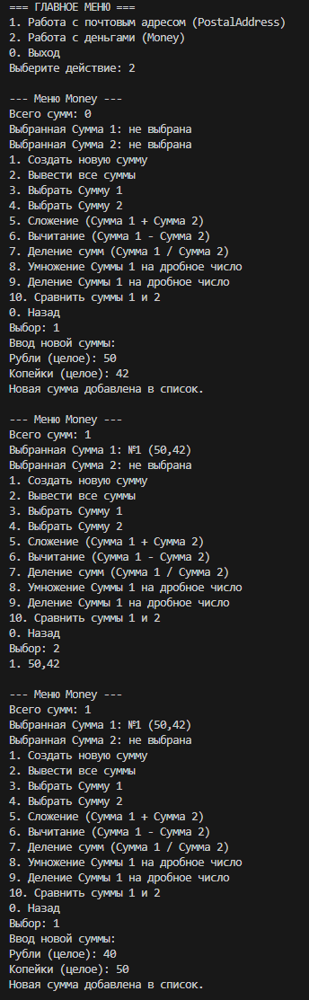 === ГЛАВНОЕ МЕНЮ ===
1. Работа с почтовым адресом (PostalAddress)
2. Работа с деньгами (Money)
0. Выход
Выберите действие: 2

--- Меню Money ---
Всего сумм: 0
Выбранная Сумма 1: не выбрана
Выбранная Сумма 2: не выбрана
1. Создать новую сумму
2. Вывести все суммы
3. Выбрать Сумму 1
4. Выбрать Сумму 2
5. Сложение (Сумма 1 + Сумма 2)
6. Вычитание (Сумма 1 - Сумма 2)
7. Деление сумм (Сумма 1 / Сумма 2)
8. Умножение Суммы 1 на дробное число
9. Деление Суммы 1 на дробное число
10. Сравнить суммы 1 и 2
0. Назад
Выбор: 1
Ввод новой суммы:
Рубли (целое): 50
Копейки (целое): 42
Новая сумма добавлена в список.

--- Меню Money ---
Всего сумм: 1
Выбранная Сумма 1: №1 (50,42)
Выбранная Сумма 2: не выбрана
1. Создать новую сумму
2. Вывести все суммы
3. Выбрать Сумму 1
4. Выбрать Сумму 2
5. Сложение (Сумма 1 + Сумма 2)
6. Вычитание (Сумма 1 - Сумма 2)
7. Деление сумм (Сумма 1 / Сумма 2)
8. Умножение Суммы 1 на дробное число
9. Деление Суммы 1 на дробное число
10. Сравнить суммы 1 и 2
0. Назад
Выбор: 2
1. 50,42

--- Меню Money ---
Всего сумм: 1
Выбранная Сумма 1: №1 (50,42)
Выбранная Сумма 2: не выбрана
1. Создать новую сумму
2. Вывести все суммы
3. Выбрать Сумму 1
4. Выбрать Сумму 2
5. Сложение (Сумма 1 + Сумма 2)
6. Вычитание (Сумма 1 - Сумма 2)
7. Деление сумм (Сумма 1 / Сумма 2)
8. Умножение Суммы 1 на дробное число
9. Деление Суммы 1 на дробное число
10. Сравнить суммы 1 и 2
0. Назад
Выбор: 1
Ввод новой суммы:
Рубли (целое): 40
Копейки (целое): 50
Новая сумма добавлена в список.